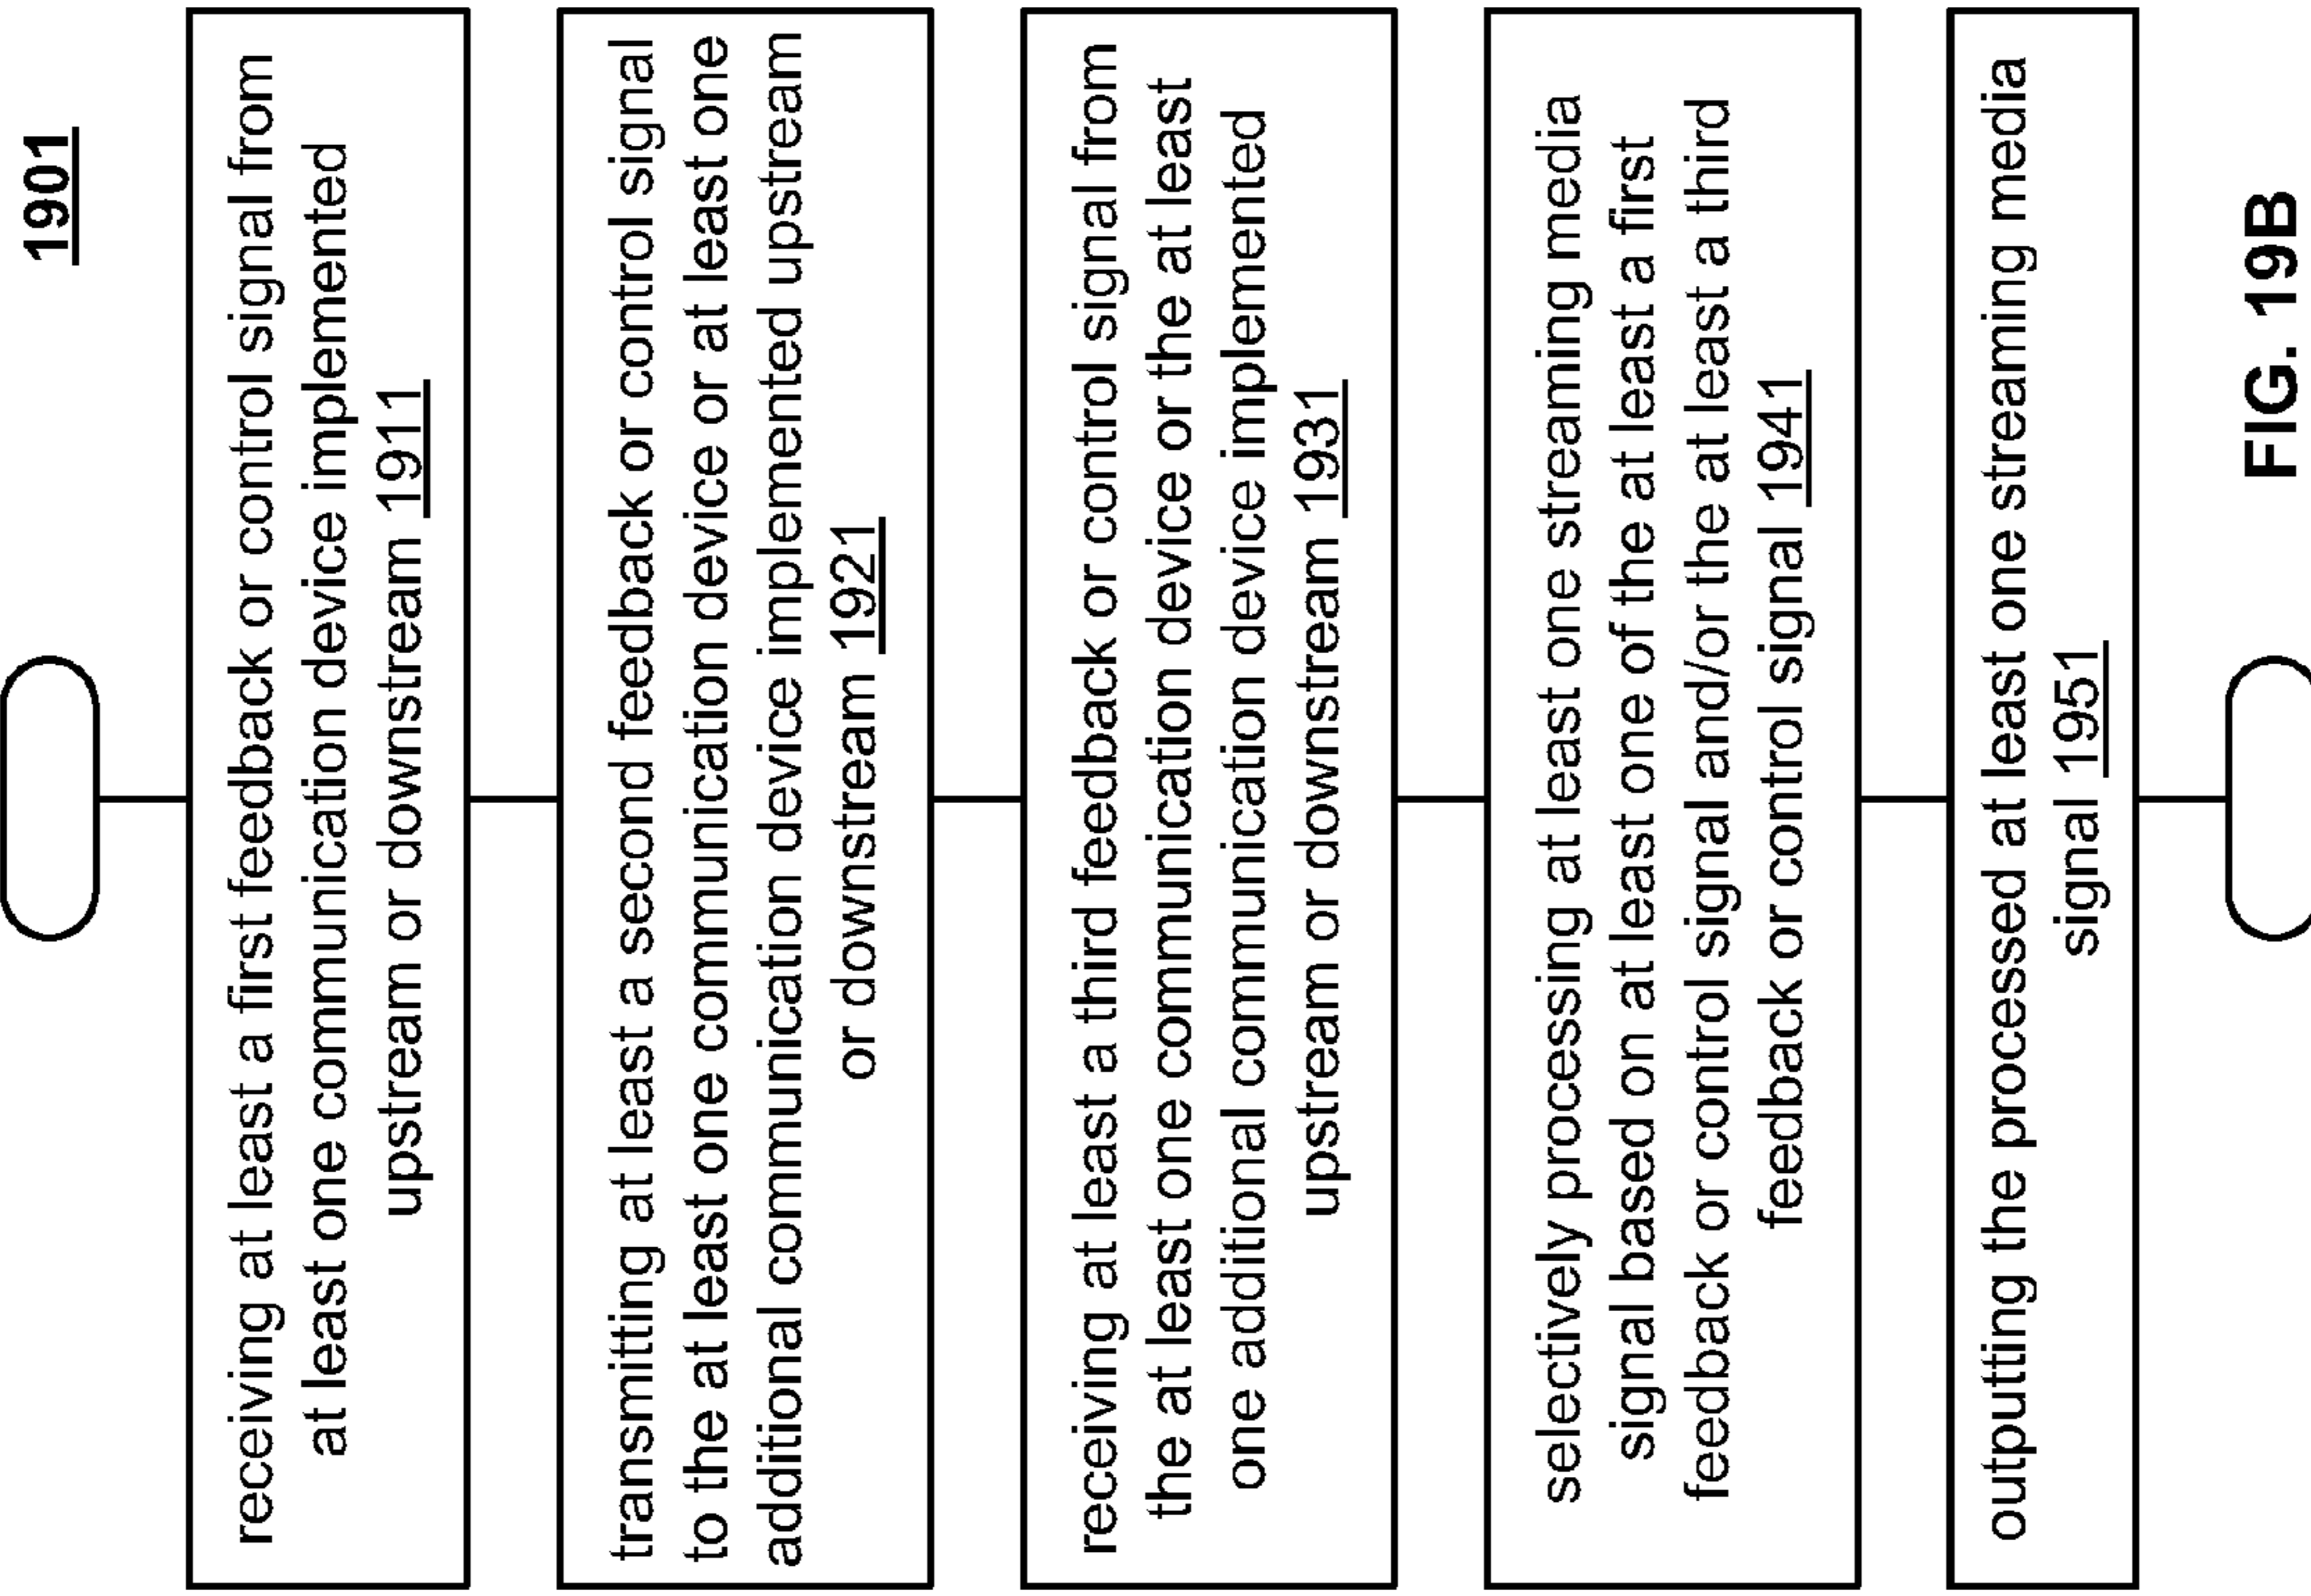 1901
receiving at least a first feedback or control signal from
at least one communication device implemented
upstream or downstream 1911
transmitting at least a second feedback or control signal
to the at least one communication device or at least one
additional communication device implemented upstream
or downstream 1921
receiving at least a third feedback or control signal from
the at least one communication device or the at least
one additional communication device implemented
upstream or downstream 1931
selectively processing at least one streaming media
signal based on at least one of the at least a first
feedback or control signal and/or the at least a third
feedback or control signal 1941
outputting the processed at least one streaming media
signal 1951
FIG. 19B